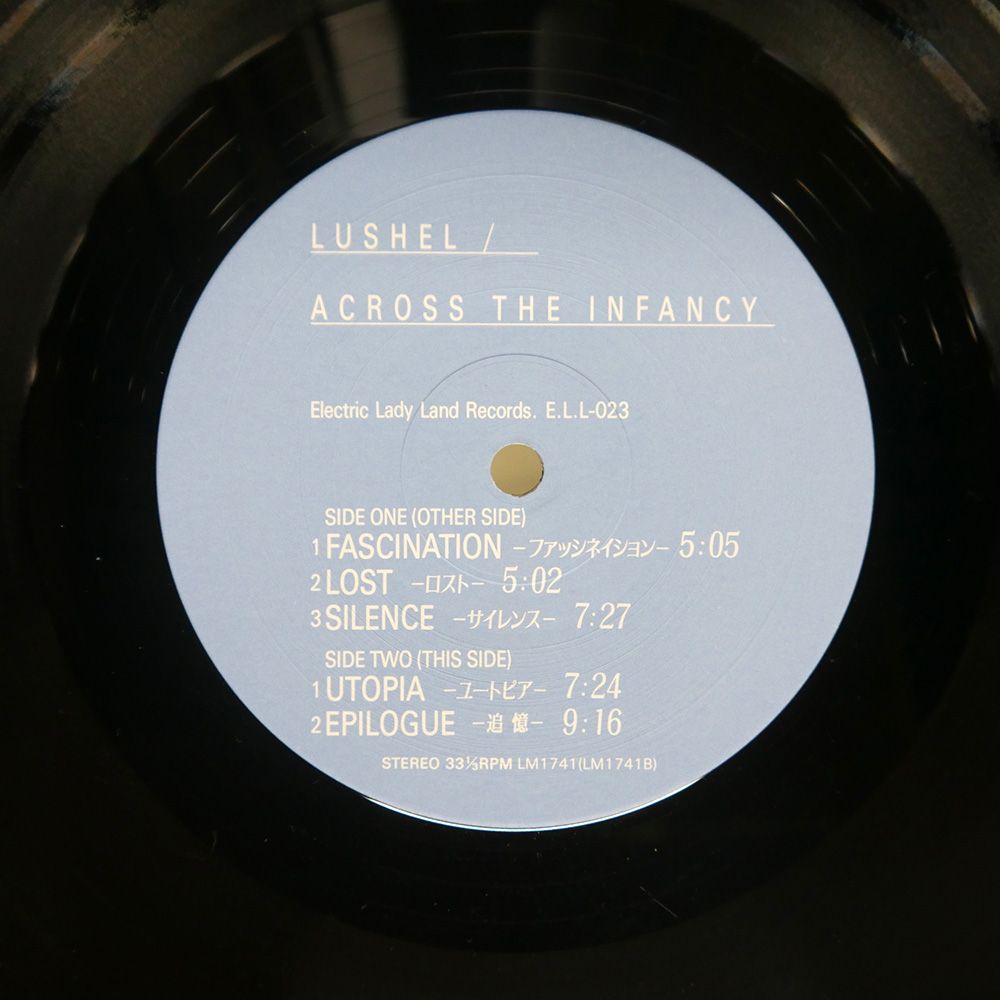 LUSHEL /
ACROSS THE INFANCY
Electric Lady Land Records. E.L.L-023
SIDE ONE (OTHER SIDE)
1 FASCINATION －ファッシネイション－ 5:05
2 LOST －ロスト－ 5:02
3 SILENCE －サイレンス－ 7:27
SIDE TWO (THIS SIDE)
1 UTOPIA －ユートピア－ 7:24
2 EPILOGUE －追憶－ 9:16
STEREO 33⅓RPM LM1741(LM1741B)